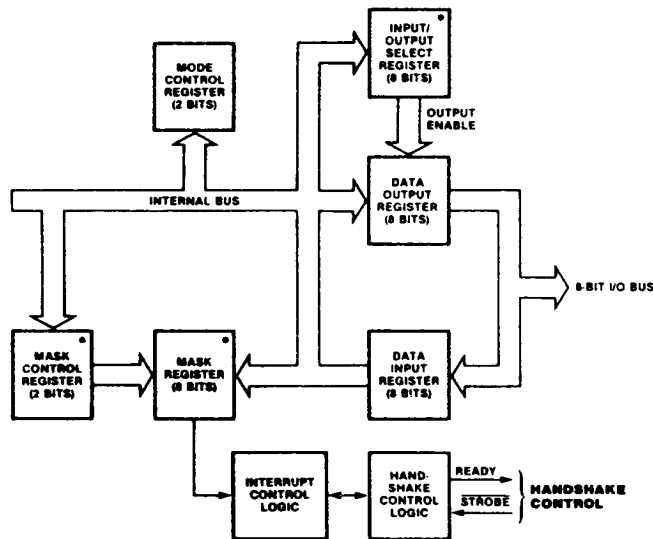 INPUT/
OUTPUT
SELECT
REGISTER
(8 BITS)
MODE
CONTROL
REGISTER
(2 BITS)
OUTPUT
ENABLE
DATA
OUTPUT
REGISTER
(8 BITS)
INTERNAL BUS
8-BIT I/O BUS
MASK
CONTROL
REGISTER
(2 BITS)
MASK
REGISTER
(8 BITS)
DATA
INPUT
REGISTER
(8 BITS)
INTERRUPT
CONTROL
LOGIC
HAND-
SHAKE
CONTROL
LOGIC
READY
STROBE
HANDSHAKE
CONTROL